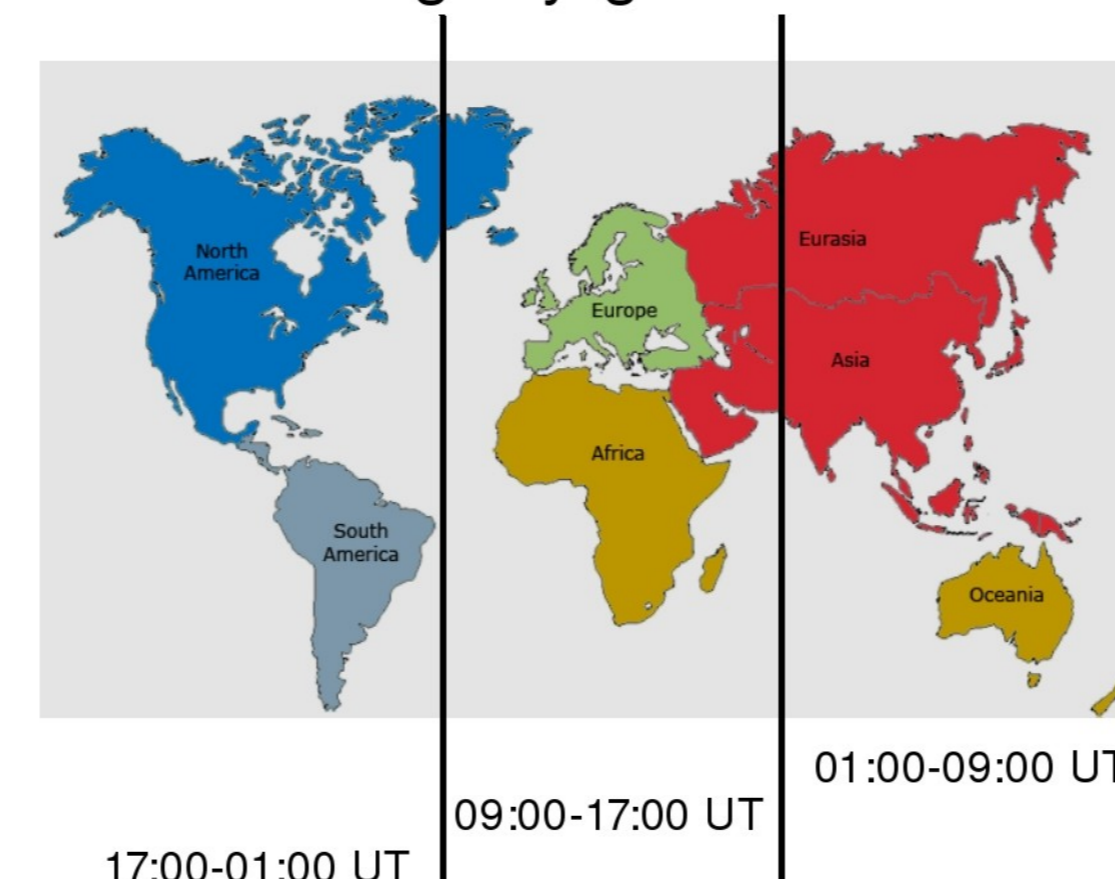 North
America
Eurasia
Europe
Asia
Africa
South
America
Oceania
01:00-09:00 UT
09:00-17:00 UT
17:00-01:00 UT